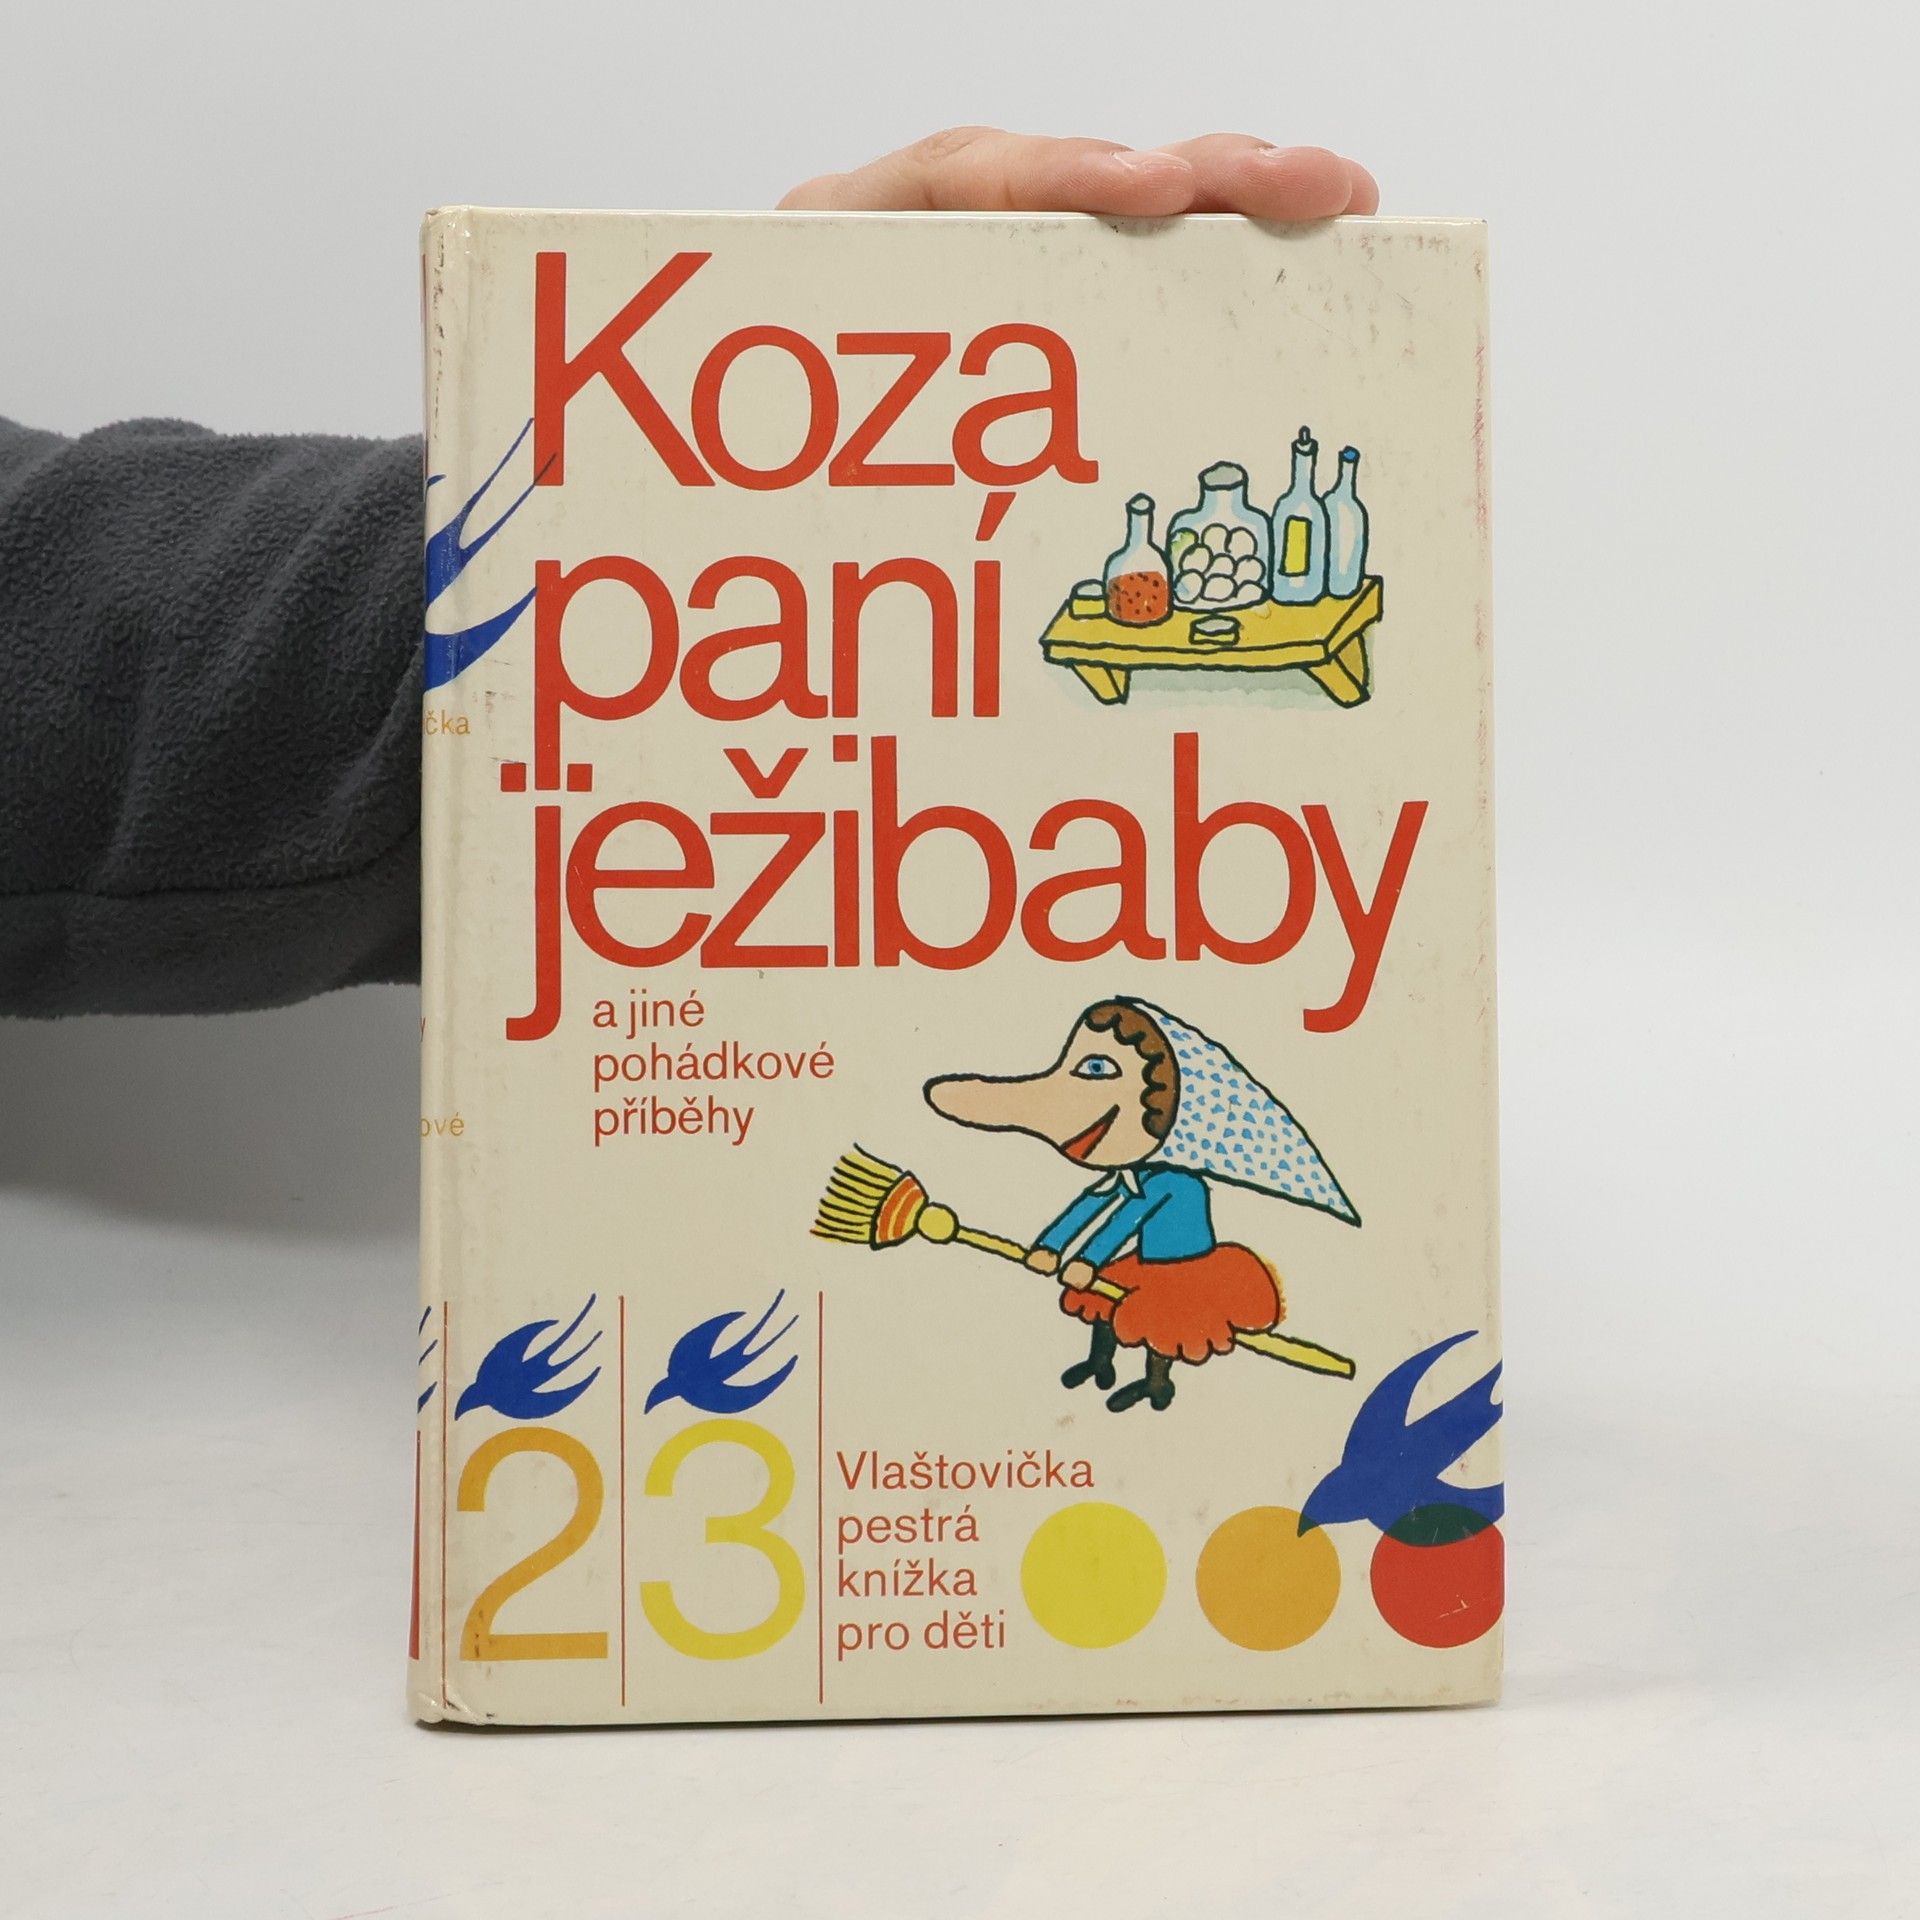 Koza
paní
ježibaby
a jiné
pohádkové
příběhy
2 3
Vlaštovička
pestrá
knížka
pro děti